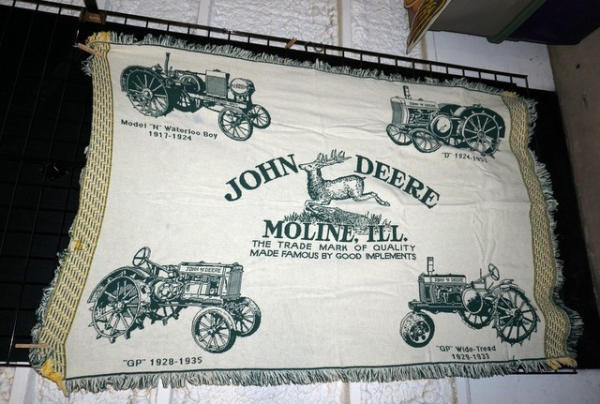 Model "N" Waterloo Boy
1917-1924
"D" 1924-1953
JOHN DEERE
MOLINE, ILL.
THE TRADE MARK OF QUALITY
MADE FAMOUS BY GOOD IMPLEMENTS
JOHN DEERE
"GP" 1928-1935
"GP" Wide-Tread
1929-1933